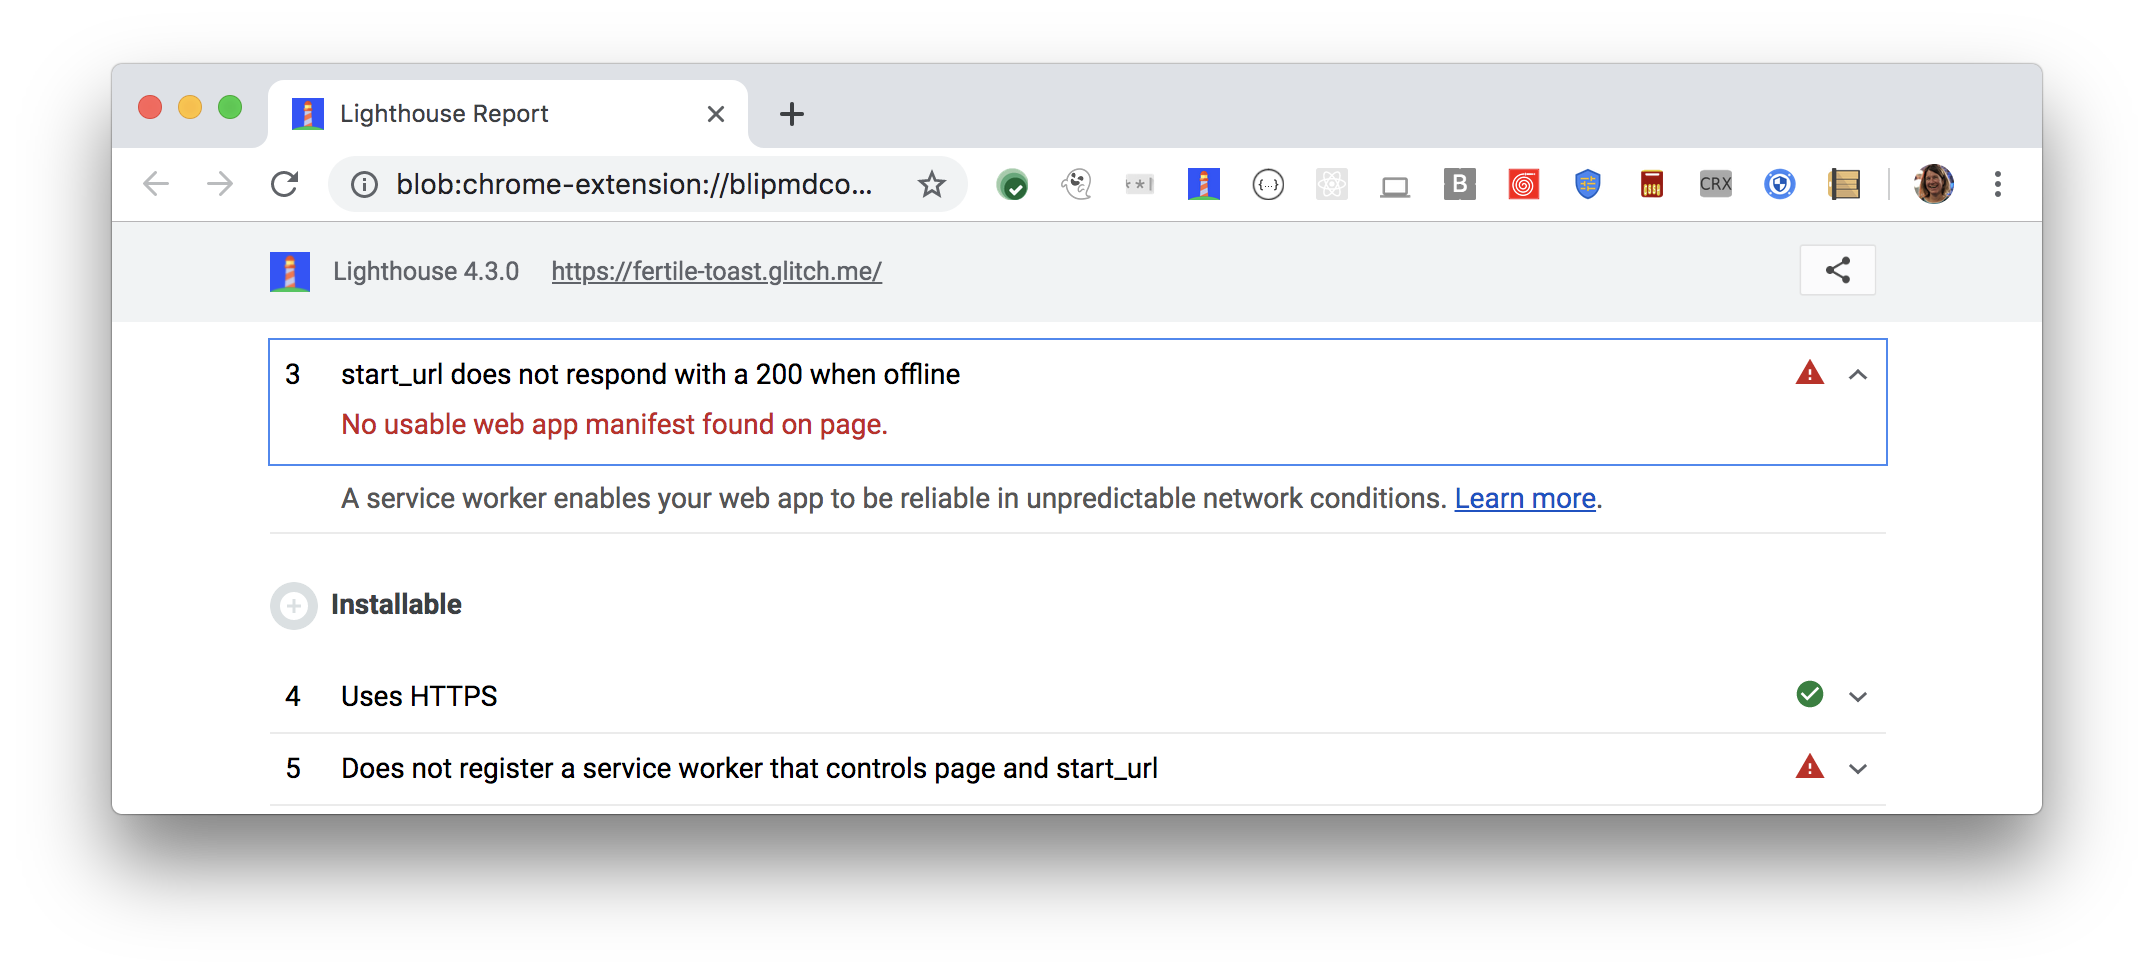 Lighthouse Report
blob:chrome-extension://blipmdco...
**|
{...}
B
CRX
Lighthouse 4.3.0 https://fertile-toast.glitch.me/
3 start_url does not respond with a 200 when offline
No usable web app manifest found on page.
A service worker enables your web app to be reliable in unpredictable network conditions. Learn more.
Installable
4 Uses HTTPS
5 Does not register a service worker that controls page and start_url